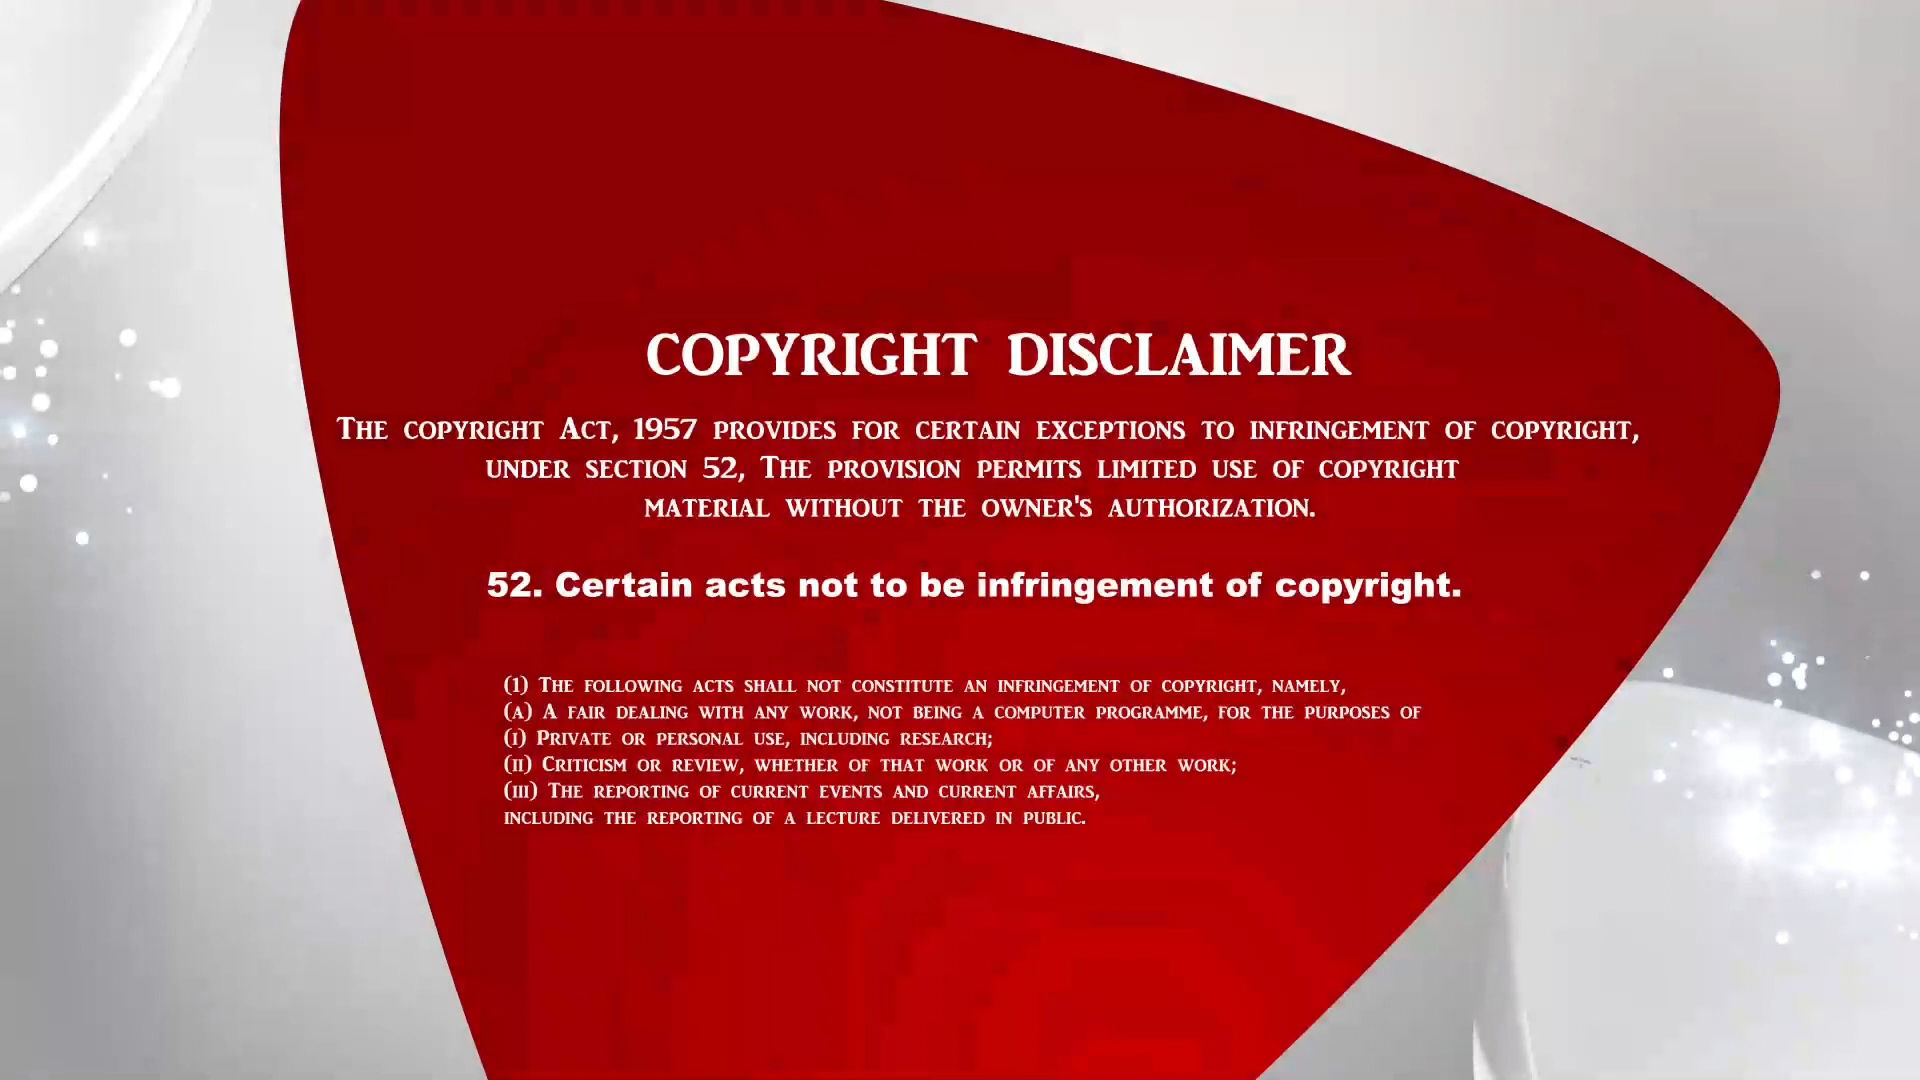 COPYRIGHT DISCLAIMER
The copyright Act, 1957 provides for certain exceptions to infringement of copyright,
under section 52, The provision permits limited use of copyright
material without the owner's authorization.
52. Certain acts not to be infringement of copyright.
(1) The following acts shall not constitute an infringement of copyright, namely,
(a) A fair dealing with any work, not being a computer programme, for the purposes of
(i) Private or personal use, including research;
(ii) Criticism or review, whether of that work or of any other work;
(iii) The reporting of current events and current affairs,
including the reporting of a lecture delivered in public.